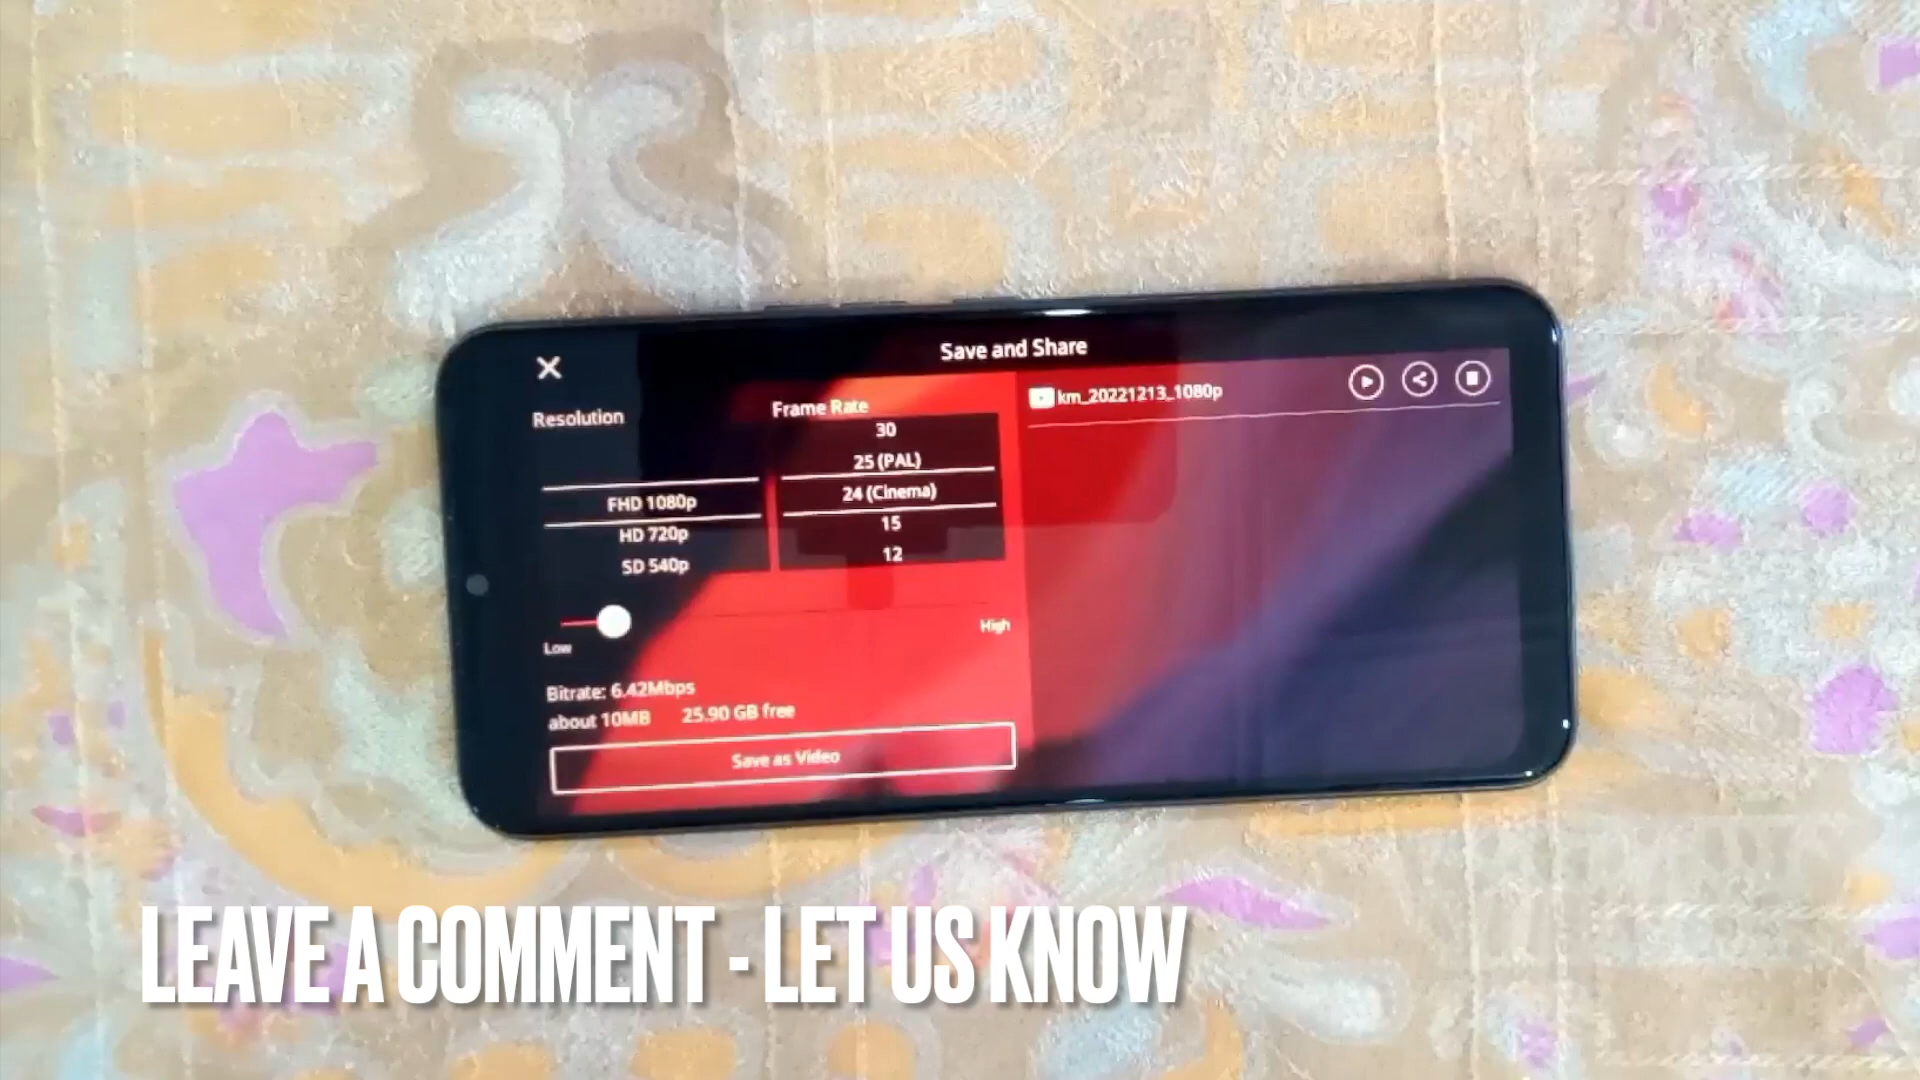 Save and Share
Resolution
FHD 1080p
HD 720p
SD 540p
Frame Rate
30
25 (PAL)
24 (Cinema)
15
12
Low
High
Bitrate: 6.42Mbps
about 10MB 25.90 GB free
Save as Video
km_20221213_1080p
LEAVE A COMMENT - LET US KNOW